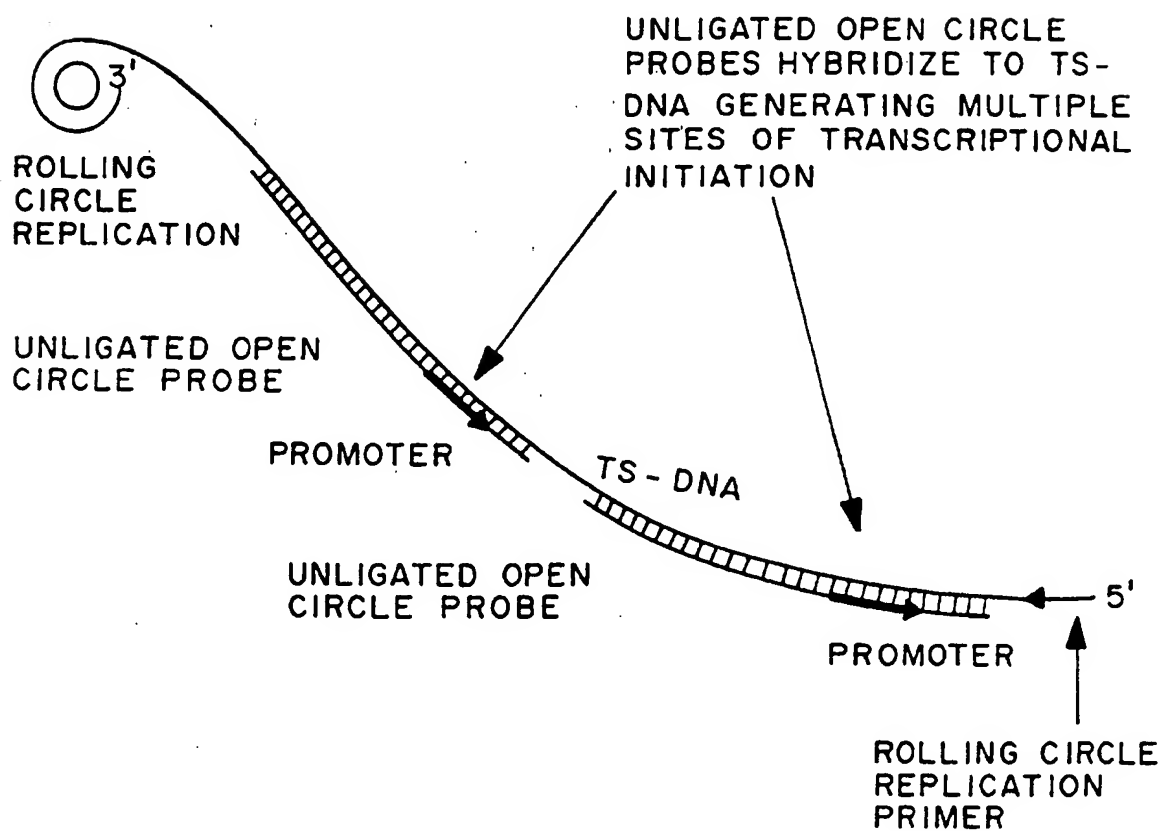 UNLIGATED OPEN CIRCLE
PROBES HYBRIDIZE TO TS-
DNA GENERATING MULTIPLE
SITES OF TRANSCRIPTIONAL
INITIATION
3'
ROLLING
CIRCLE
REPLICATION
UNLIGATED OPEN
CIRCLE PROBE
PROMOTER
TS-DNA
UNLIGATED OPEN
CIRCLE PROBE
5'
PROMOTER
ROLLING CIRCLE
REPLICATION
PRIMER